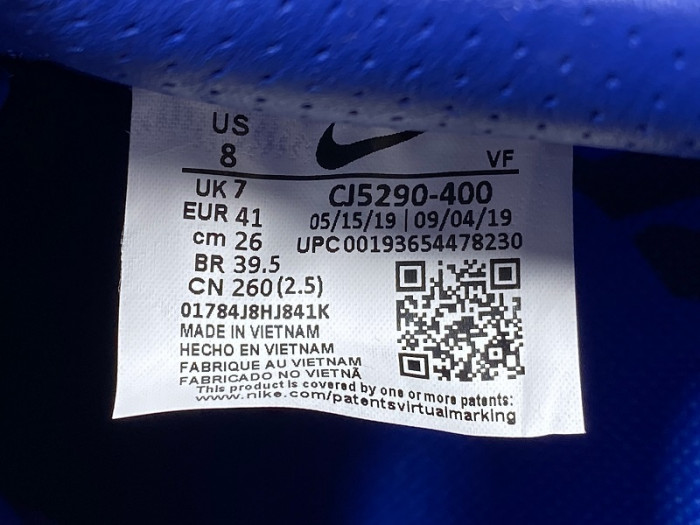 US
8
VF
UK 7
CJ5290-400
EUR 41
05/15/19 | 09/04/19
cm 26
UPC 00193654478230
BR 39.5
CN 260 (2.5)
01784J8HJ841K
MADE IN VIETNAM
HECHO EN VIETNAM
FABRIQUE AU VIETNAM
FABRICADO NO VIETNÃ
This product is covered by one or more patents:
www.nike.com/patentsvirtualmarking